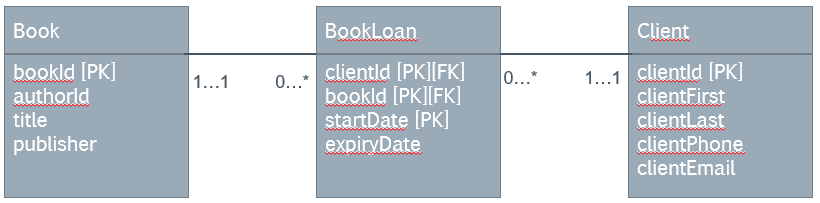 Book
bookId [PK]
authorId
title
publisher
1…1
0…*
BookLoan
clientId [PK][FK]
bookId [PK][FK]
startDate [PK]
expiryDate
0…*
1…1
Client
clientId [PK]
clientFirst
clientLast
clientPhone
clientEmail